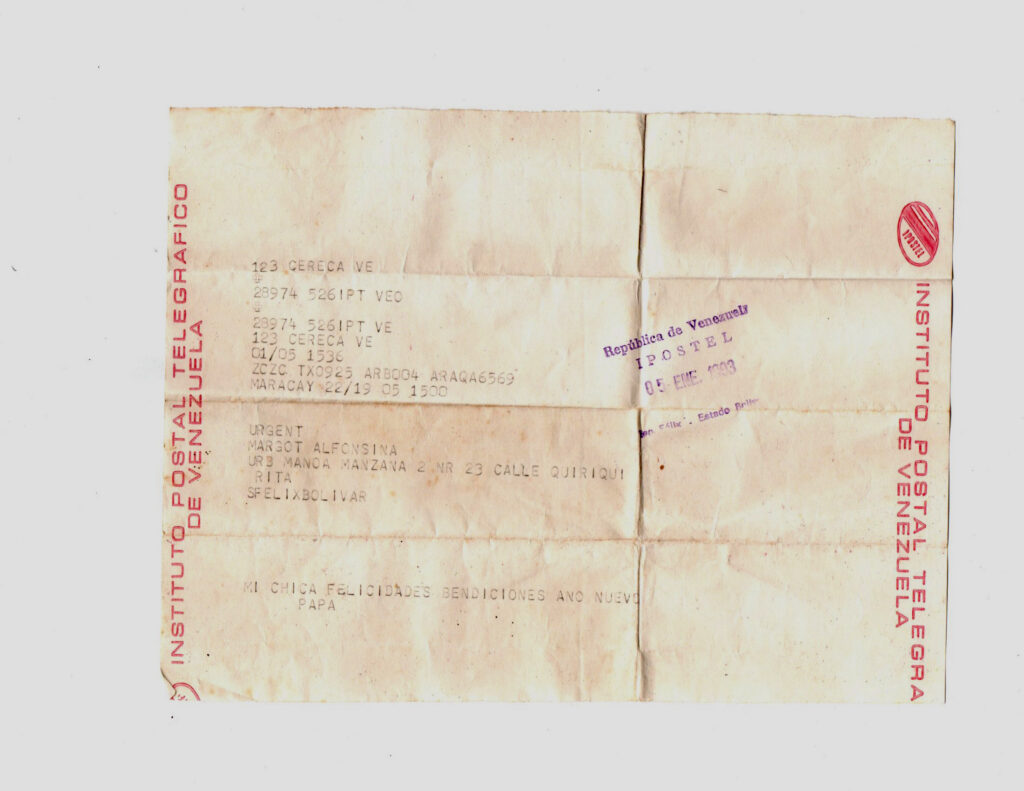 INSTITUTO POSTAL TELEGRAFICO
DE VENEZUELA
123 CERECA VE
28974 526IPT VEO
28974 526IPT VE
123 CERECA VE
01/05 1536
ZCZC TX0925 ARB004 ARAQA6569
MARACAY 22/19 05 1500
URGENT
MARGOT ALFONSINA
URB MANOA MANZANA 2 NR 23 CALLE QUIRIQUI
RITA
SFELIXBOLIVAR
MI CHICA FELICIDADES BENDICIONES ANO NUEVO
PAPA
República de Venezuela
IPOSTEL
05 ENE. 1993
Félix - Estado
IPOSTEL
INSTITUTO POSTAL TELEGRA
DE VENEZUELA